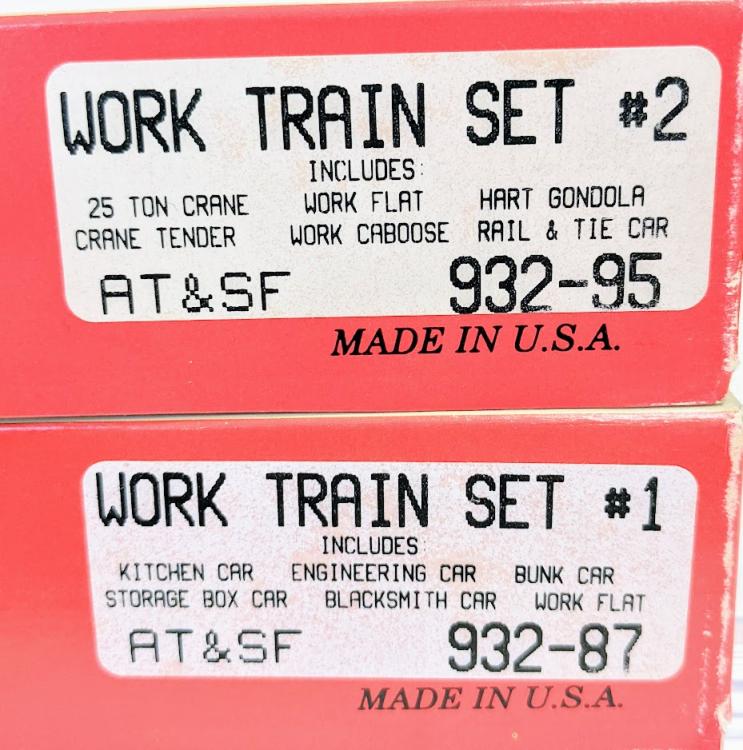 WORK TRAIN SET #2
INCLUDES:
25 TON CRANE WORK FLAT HART GONDOLA
CRANE TENDER WORK CABOOSE RAIL & TIE CAR
AT&SF 932-95
MADE IN U.S.A.
WORK TRAIN SET #1
INCLUDES:
KITCHEN CAR ENGINEERING CAR BUNK CAR
STORAGE BOX CAR BLACKSMITH CAR WORK FLAT
AT&SF 932-87
MADE IN U.S.A.